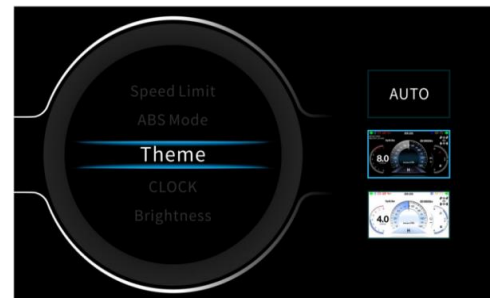 Speed Limit
ABS Mode
Theme
CLOCK
Brightness
AUTO
8.0
4.0